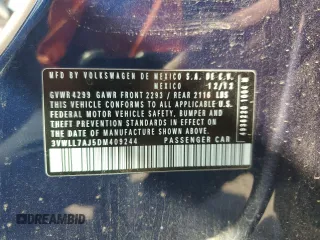 MFD BY VOLKSWAGEN DE MEXICO S.A. DE C.V.
MEXICO 12/12
GVWR 4299 GAWR FRONT 2293 / REAR 2116 LBS
THIS VEHICLE CONFORMS TO ALL APPLICABLE U.S.
FEDERAL MOTOR VEHICLE SAFETY, BUMPER, AND
THEFT PREVENTION STANDARDS IN EFFECT ON THE
DATE OF MANUFACTURE SHOWN ABOVE.
3VWLL7AJ5DM409244 PASSENGER CAR
DREAMBID